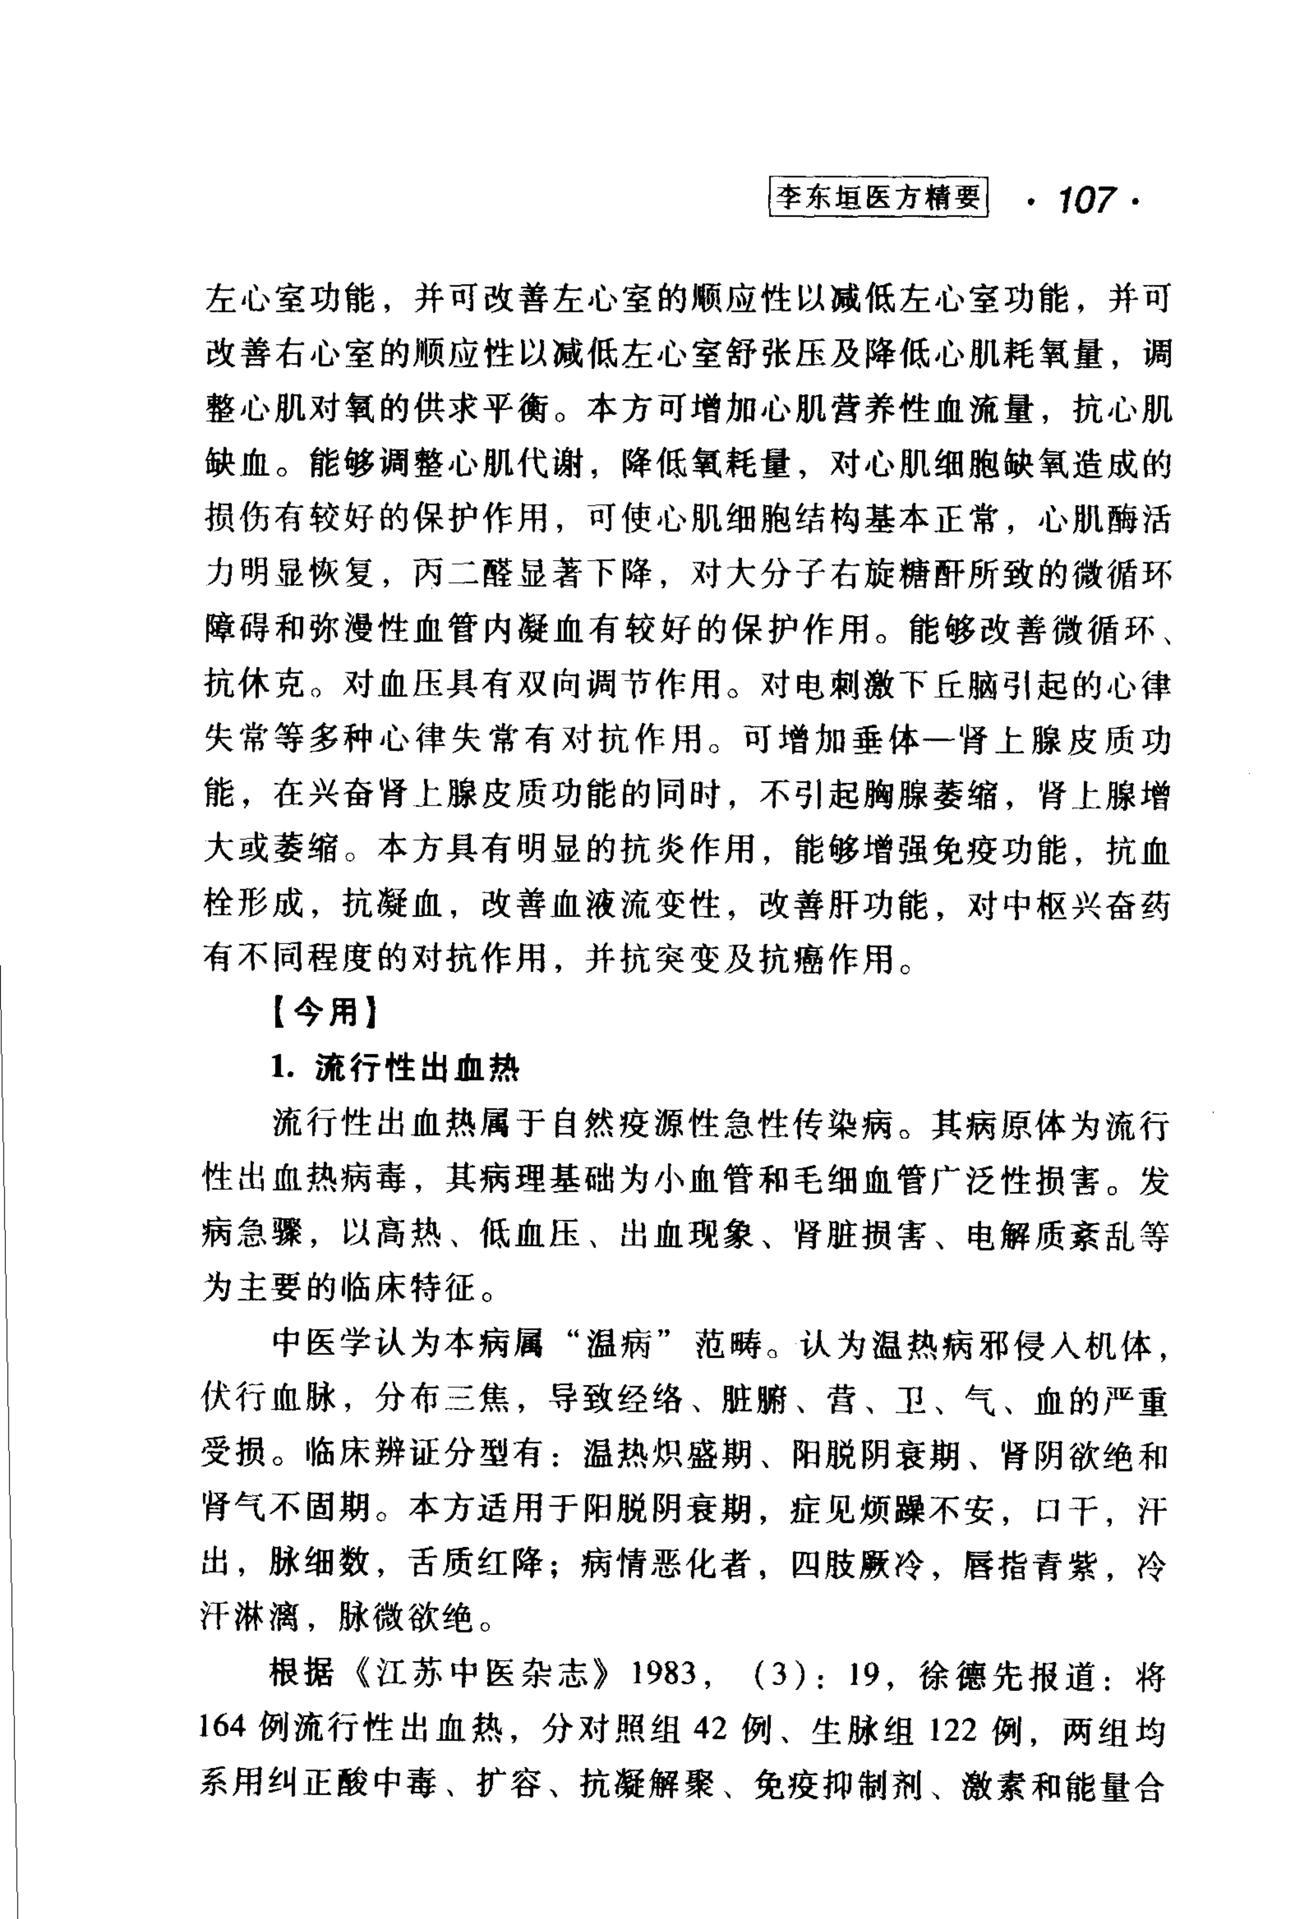 李东垣医方精要 · 107 ·
左心室功能，并可改善左心室的顺应性以减低左心室功能，并可
改善右心室的顺应性以减低左心室舒张压及降低心肌耗氧量，调
整心肌对氧的供求平衡。本方可增加心肌营养性血流量，抗心肌
缺血。能够调整心肌代谢，降低氧耗量，对心肌细胞缺氧造成的
损伤有较好的保护作用，可使心肌细胞结构基本正常，心肌酶活
力明显恢复，丙二醛显著下降，对大分子右旋糖酐所致的微循环
障碍和弥漫性血管内凝血有较好的保护作用。能够改善微循环、
抗休克。对血压具有双向调节作用。对电刺激下丘脑引起的心律
失常等多种心律失常有对抗作用。可增加垂体—肾上腺皮质功
能，在兴奋肾上腺皮质功能的同时，不引起胸腺萎缩，肾上腺增
大或萎缩。本方具有明显的抗炎作用，能够增强免疫功能，抗血
栓形成，抗凝血，改善血液流变性，改善肝功能，对中枢兴奋药
有不同程度的对抗作用，并抗突变及抗癌作用。
【今用】
1. 流行性出血热
流行性出血热属于自然疫源性急性传染病。其病原体为流行
性出血热病毒，其病理基础为小血管和毛细血管广泛性损害。发
病急骤，以高热、低血压、出血现象、肾脏损害、电解质紊乱等
为主要的临床特征。
中医学认为本病属“温病”范畴。认为温热病邪侵入机体，
伏行血脉，分布三焦，导致经络、脏腑、营、卫、气、血的严重
受损。临床辨证分型有：温热炽盛期、阳脱阴衰期、肾阴欲绝和
肾气不固期。本方适用于阳脱阴衰期，症见烦躁不安，口干，汗
出，脉细数，舌质红降；病情恶化者，四肢厥冷，唇指青紫，冷
汗淋漓，脉微欲绝。
根据《江苏中医杂志》1983，（3）：19，徐德先报道：将
164 例流行性出血热，分对照组 42 例、生脉组 122 例，两组均
系用纠正酸中毒、扩容、抗凝解聚、免疫抑制剂、激素和能量合